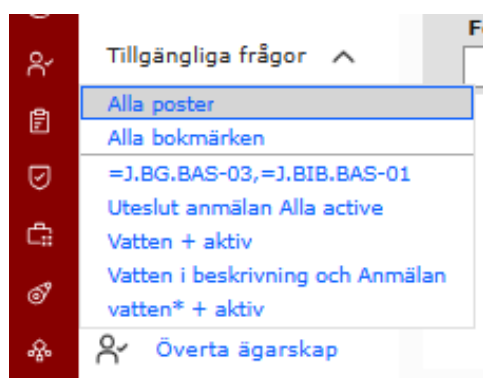 Tillgängliga frågor
Alla poster
Alla bokmärken
=J.BG.BAS-03,=J.BIB.BAS-01
Uteslut anmälan Alla active
Vatten + aktiv
Vatten i beskrivning och Anmälan
vatten* + aktiv
Överta ägarskap